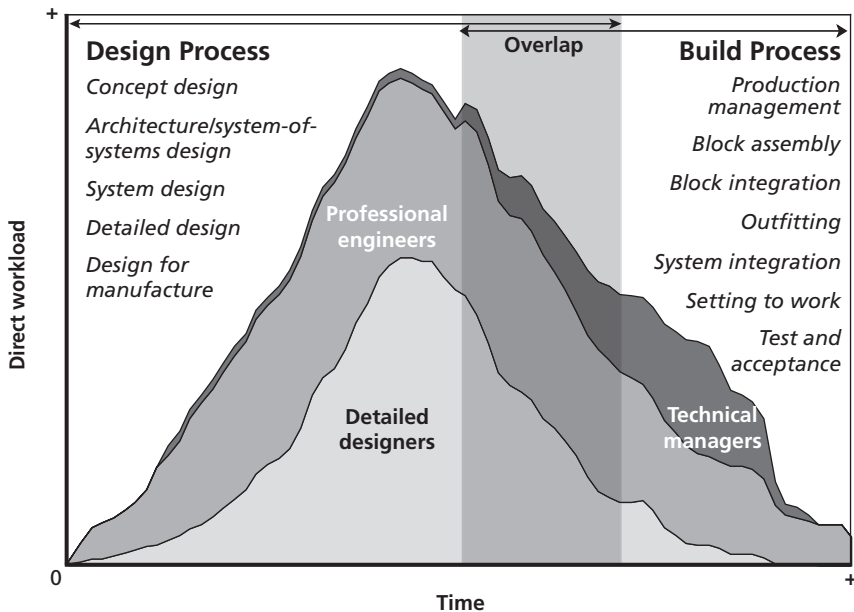 +
Design Process
Concept design
Architecture/system-of-
systems design
System design
Detailed design
Design for
manufacture
Overlap
Build Process
Production
management
Block assembly
Block integration
Outfitting
System integration
Setting to work
Test and
acceptance
Professional
engineers
Detailed
designers
Technical
managers
Direct workload
0
+
Time